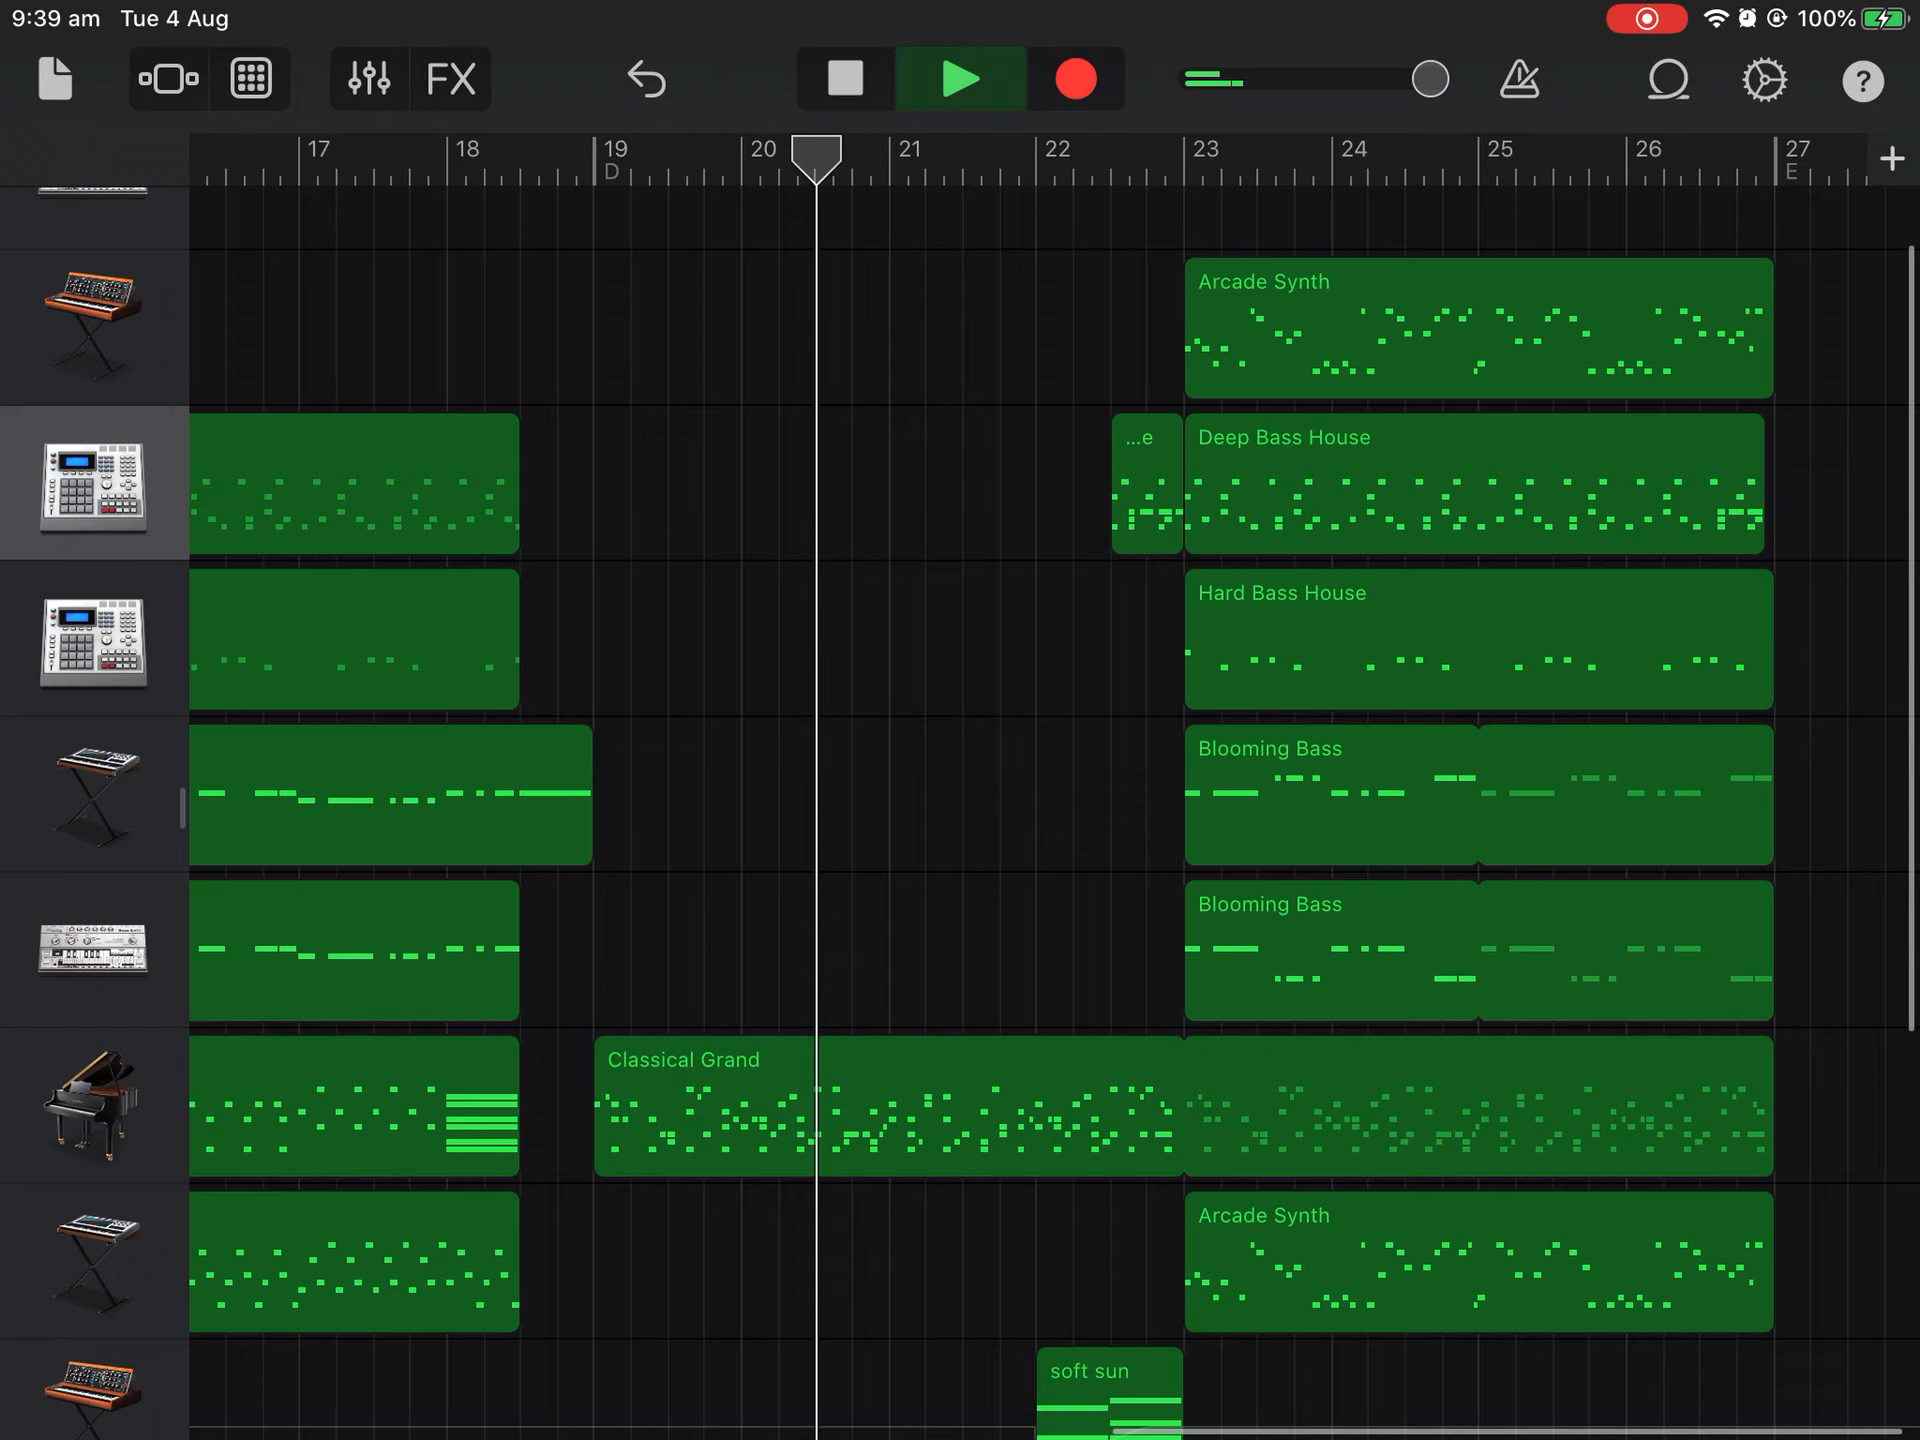 9:39 am Tue 4 Aug 100%
FX ?
17 18 19 20 21 22 23 24 25 26 27 +
D E
Arcade Synth
...e Deep Bass House
Hard Bass House
Blooming Bass
Blooming Bass
Classical Grand
Arcade Synth
soft sun